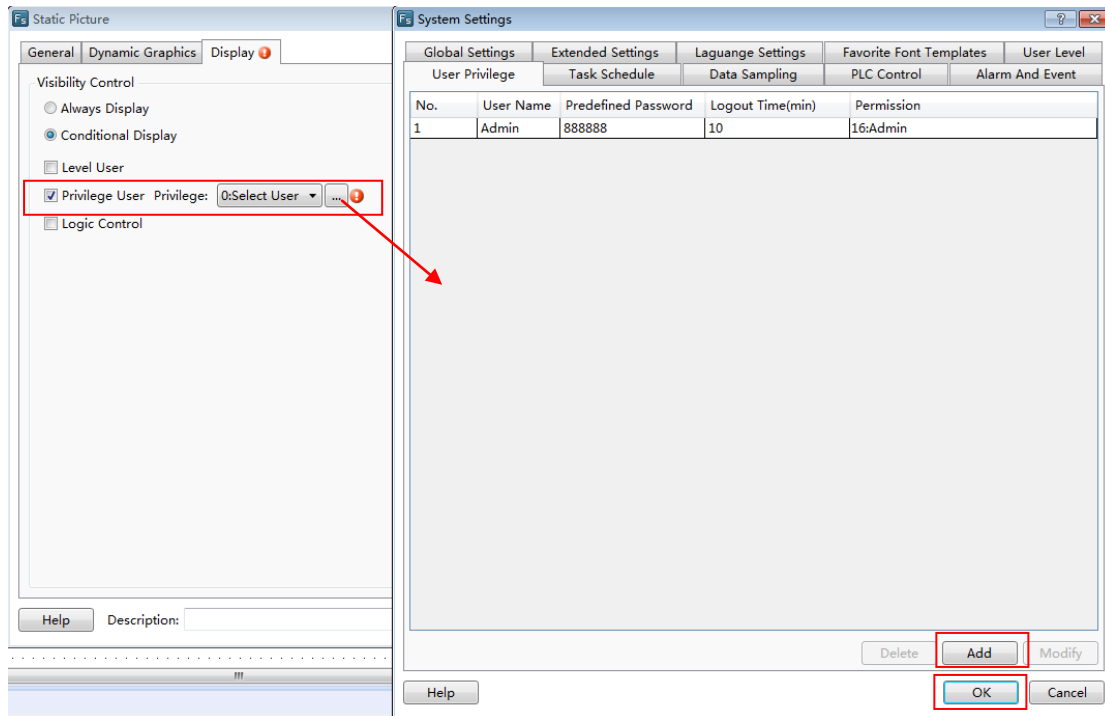 Fs Static Picture
General Dynamic Graphics Display
Visibility Control
Always Display
Conditional Display
Level User
Privilege User Privilege: 0:Select User ...
Logic Control
Help Description:
Fs System Settings
Global Settings Extended Settings Laguange Settings Favorite Font Templates User Level
User Privilege Task Schedule Data Sampling PLC Control Alarm And Event
No. User Name Predefined Password Logout Time(min) Permission
1 Admin 888888 10 16:Admin
Delete Add Modify
Help OK Cancel